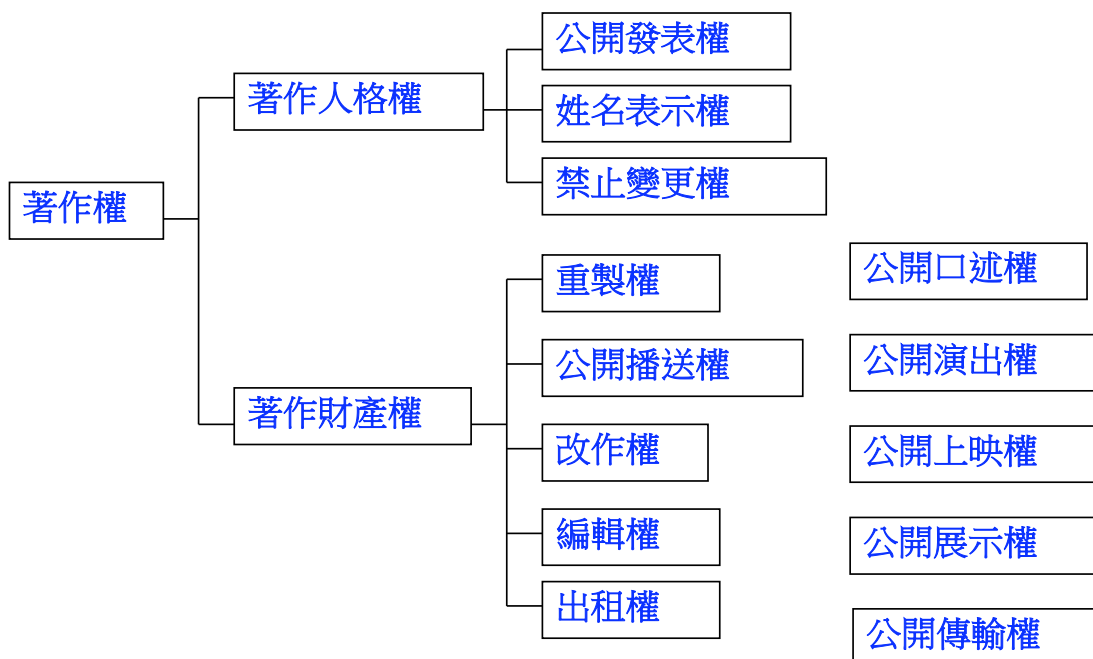 著作權
著作人格權
公開發表權
姓名表示權
禁止變更權
著作財產權
重製權
公開播送權
改作權
編輯權
出租權
公開口述權
公開演出權
公開上映權
公開展示權
公開傳輸權